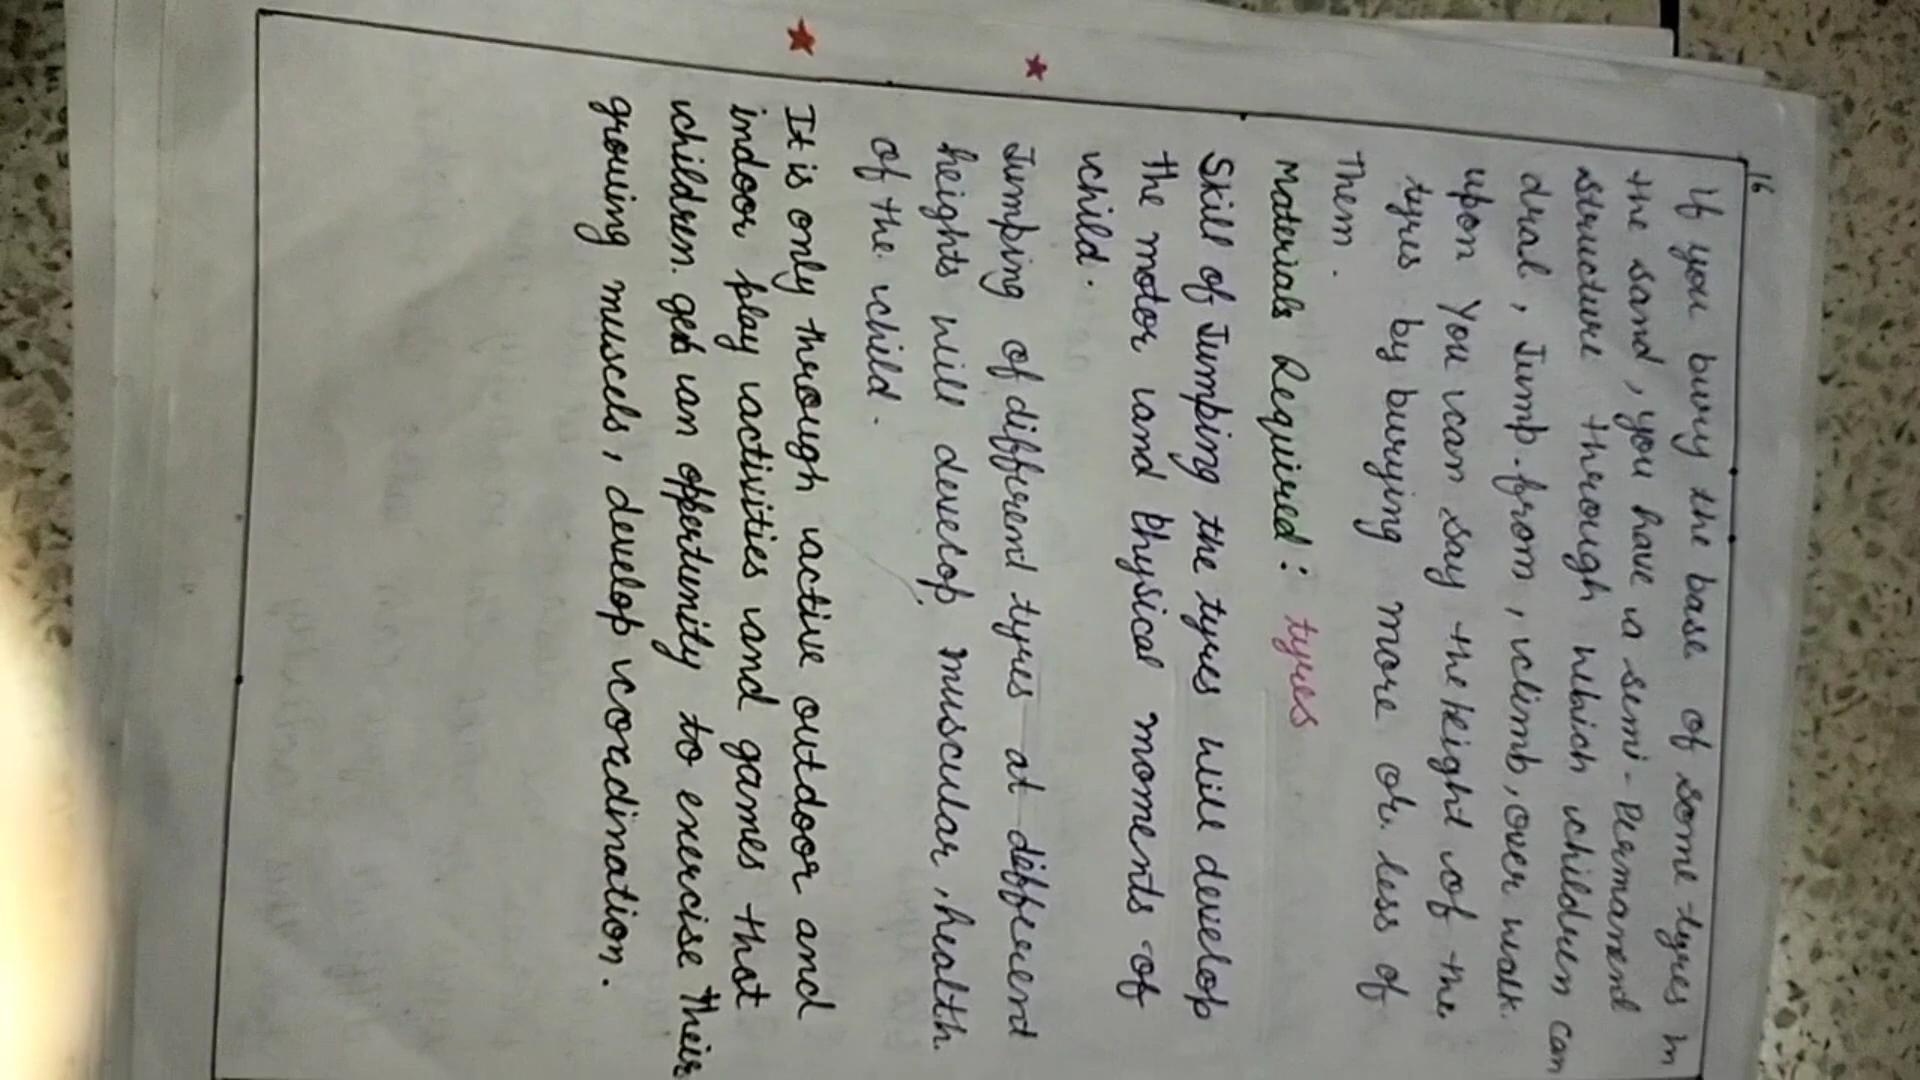 16
If you bury the base of some tyres in
the sand, you have a semi-Permanend
structure through which children can
dral, Jump from, climb, over walk.
upon You can say the height of the
tyres by burying more or less of
Them.
Materials Required: tyres
Skill of Jumping the tyres will develop
the motor and Physical moments of
child.
Jumping of different tyres at different
heights will develop muscular, health.
of the child.
It is only through active outdoor and
indoor play activities and games that
children. get an oppertunity to exercise Their
growing muscels, develop coordination.